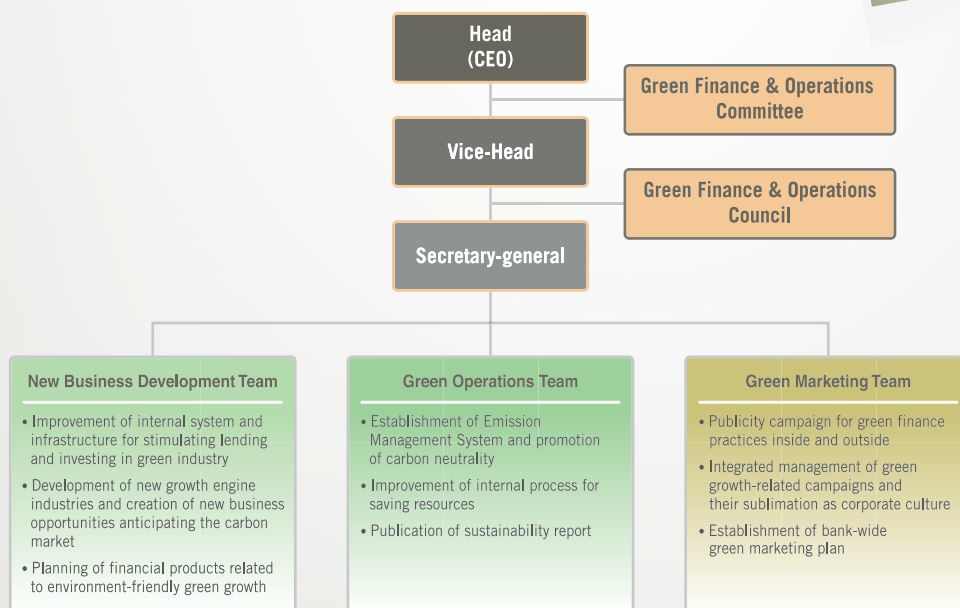 Head
(CEO)
Green Finance & Operations
Committee
Vice-Head
Green Finance & Operations
Council
Secretary-general
New Business Development Team
• Improvement of internal system and
infrastructure for stimulating lending
and investing in green industry
• Development of new growth engine
industries and creation of new business
opportunities anticipating the carbon
market
• Planning of financial products related
to environment-friendly green growth
Green Operations Team
• Establishment of Emission
Management System and promotion
of carbon neutrality
• Improvement of internal process for
saving resources
• Publication of sustainability report
Green Marketing Team
• Publicity campaign for green finance
practices inside and outside
• Integrated management of green
growth-related campaigns and
their sublimation as corporate culture
• Establishment of bank-wide
green marketing plan